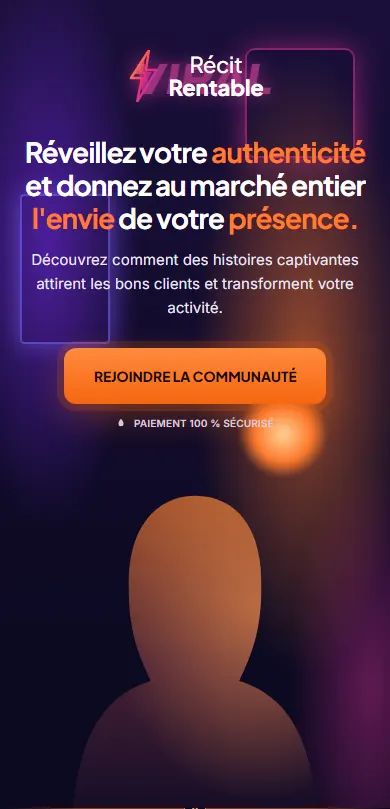 Récit
VIRAL
Rentable
Réveillez votre authenticité
et donnez au marché entier
l'envie de votre présence.
Découvrez comment des histoires captivantes
attirent les bons clients et transforment votre
activité.
REJOINDRE LA COMMUNAUTÉ
PAIEMENT 100 % SÉCURISÉ